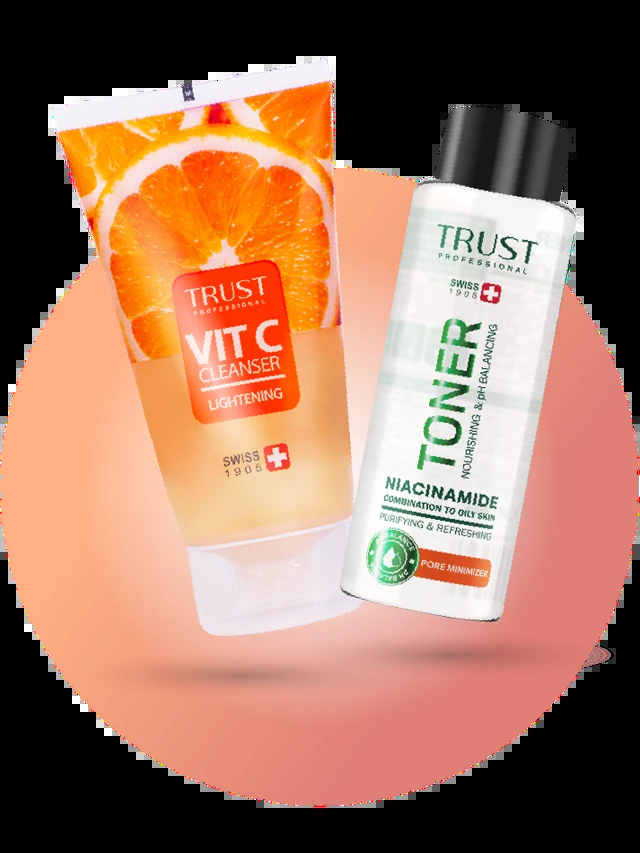 TRUST
PROFESSIONAL
VIT C
CLEANSER
LIGHTENING
SWISS
1905
TRUST
PROFESSIONAL
SWISS
1905
TONER
NOURISHING & pH BALANCING
NIACINAMIDE
COMBINATION TO OILY SKIN
PURIFYING & REFRESHING
BALANCE
PORE MINIMIZER